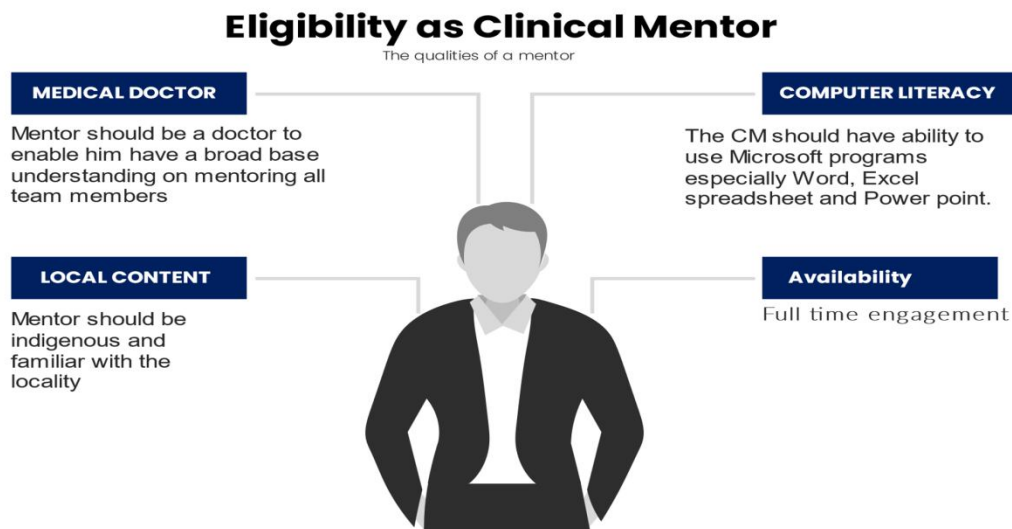 Eligibility as Clinical Mentor
The qualities of a mentor
MEDICAL DOCTOR
Mentor should be a doctor to
enable him have a broad base
understanding on mentoring all
team members
LOCAL CONTENT
Mentor should be
indigenous and
familiar with the
locality
COMPUTER LITERACY
The CM should have ability to
use Microsoft programs
especially Word, Excel
spreadsheet and Power point.
Availability
Full time engagement